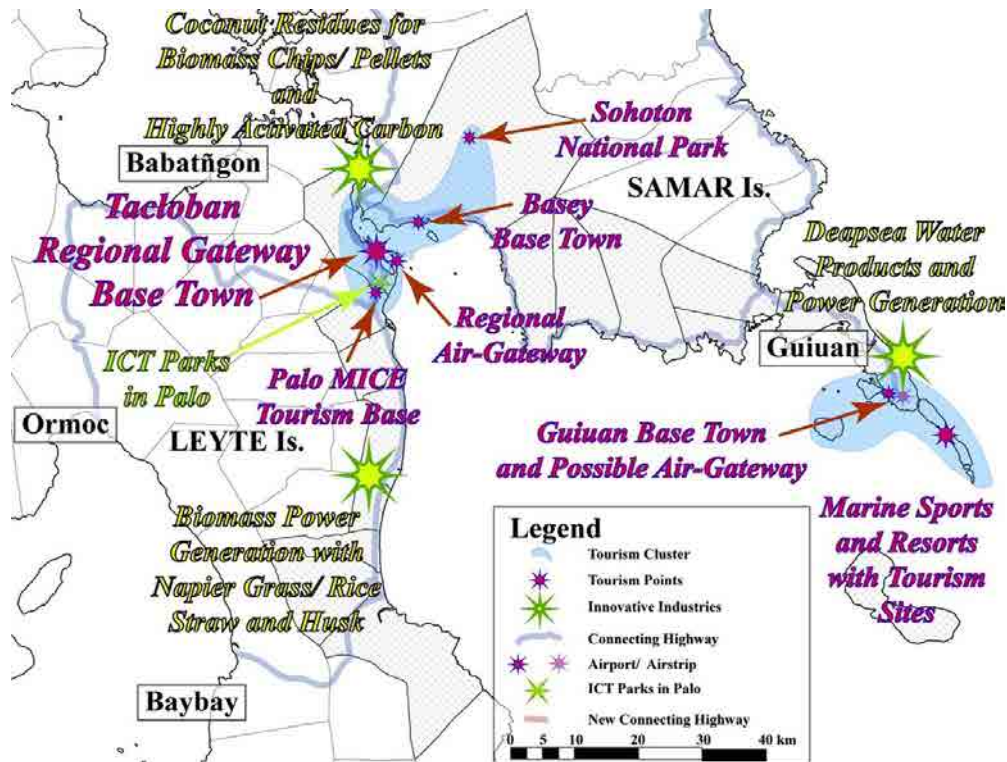 Coconut Residues for
Biomass Chips/ Pellets
and
Highly Activated Carbon
Babatñgon
Sohoton
National Park
SAMAR Is.
Tacloban
Regional Gateway
Base Town
Basey
Base Town
Deapsea Water
Products and
Power Generation
Regional
Air-Gateway
Guiuan
ICT Parks
in Palo
Palo MICE
Tourism Base
Ormoc
LEYTE Is.
Guiuan Base Town
and Possible Air-Gateway
Biomass Power
Generation with
Napier Grass/ Rice
Straw and Husk
Marine Sports
and Resorts
with Tourism
Sites
Baybay
Legend
Tourism Cluster
Tourism Points
Innovative Industries
Connecting Highway
Airport/ Airstrip
ICT Parks in Palo
New Connecting Highway
0 5 10 20 30 40 km